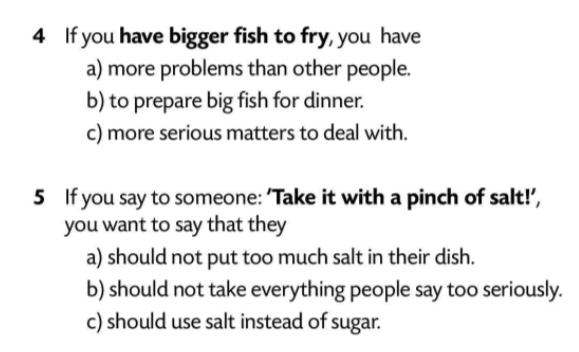 4 If you have bigger fish to fry, you have
a) more problems than other people.
b) to prepare big fish for dinner.
c) more serious matters to deal with.
5 If you say to someone: 'Take it with a pinch of salt!',
you want to say that they
a) should not put too much salt in their dish.
b) should not take everything people say too seriously.
c) should use salt instead of sugar.